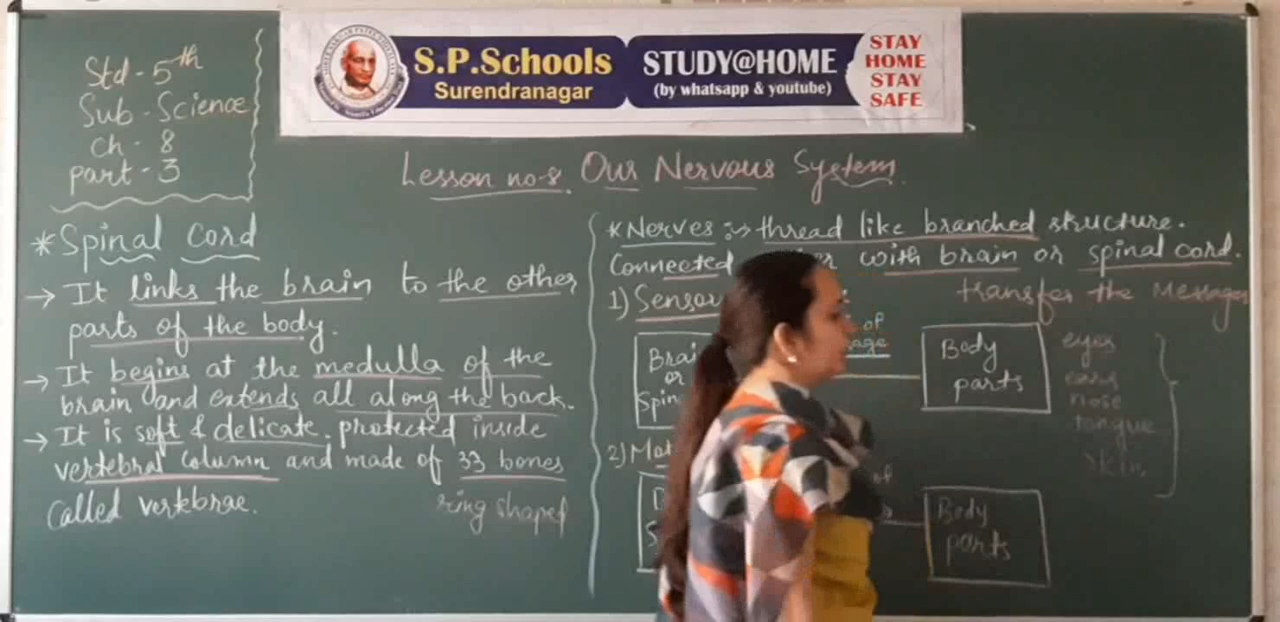 S.P.Schools
Surendranagar
STUDY@HOME
(by whatsapp & youtube)
STAY
HOME
STAY
SAFE
Std - 5th
Sub - Science
Ch - 8
part - 3
Lesson no-8. Our Nervous System
*Spinal Cord
→ It links the brain to the other
parts of the body.
→ It begins at the medulla of the
brain and extends all along the back.
→ It is soft & delicate. protected inside
vertebral column and made of 33 bones
called vertebrae. ring shaped
*Nerves :→ thread like branched structure.
Connected with brain or spinal cord.
transfer the Messages
1)
of
or
Body
parts
eyes
ears
nose
tongue
skin
2)
of
Body
parts